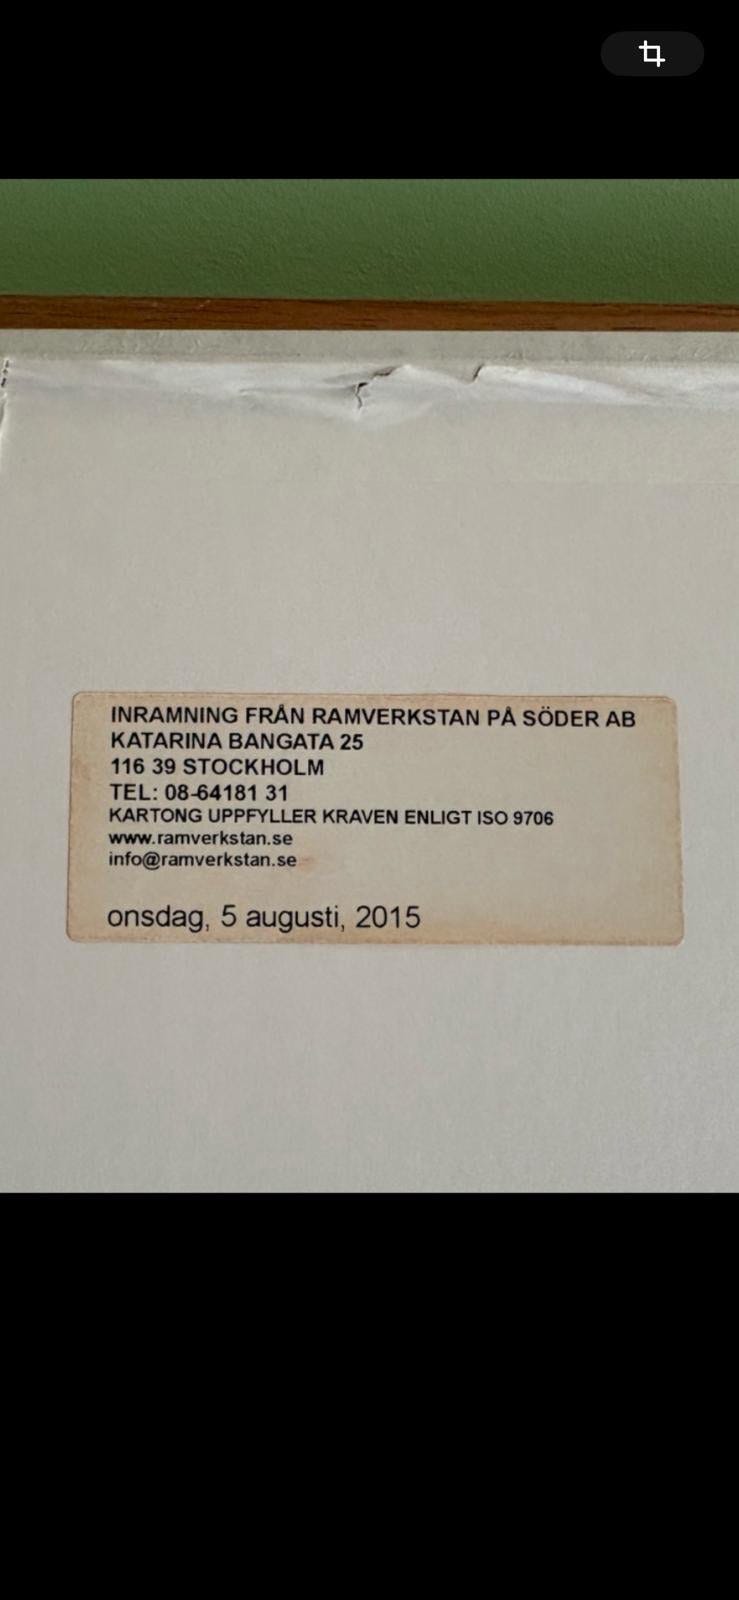 INRAMNING FRÅN RAMVERKSTAN PÅ SÖDER AB
KATARINA BANGATA 25
116 39 STOCKHOLM
TEL: 08-64181 31
KARTONG UPPFYLLER KRAVEN ENLIGT ISO 9706
www.ramverkstan.se
info@ramverkstan.se
onsdag, 5 augusti, 2015